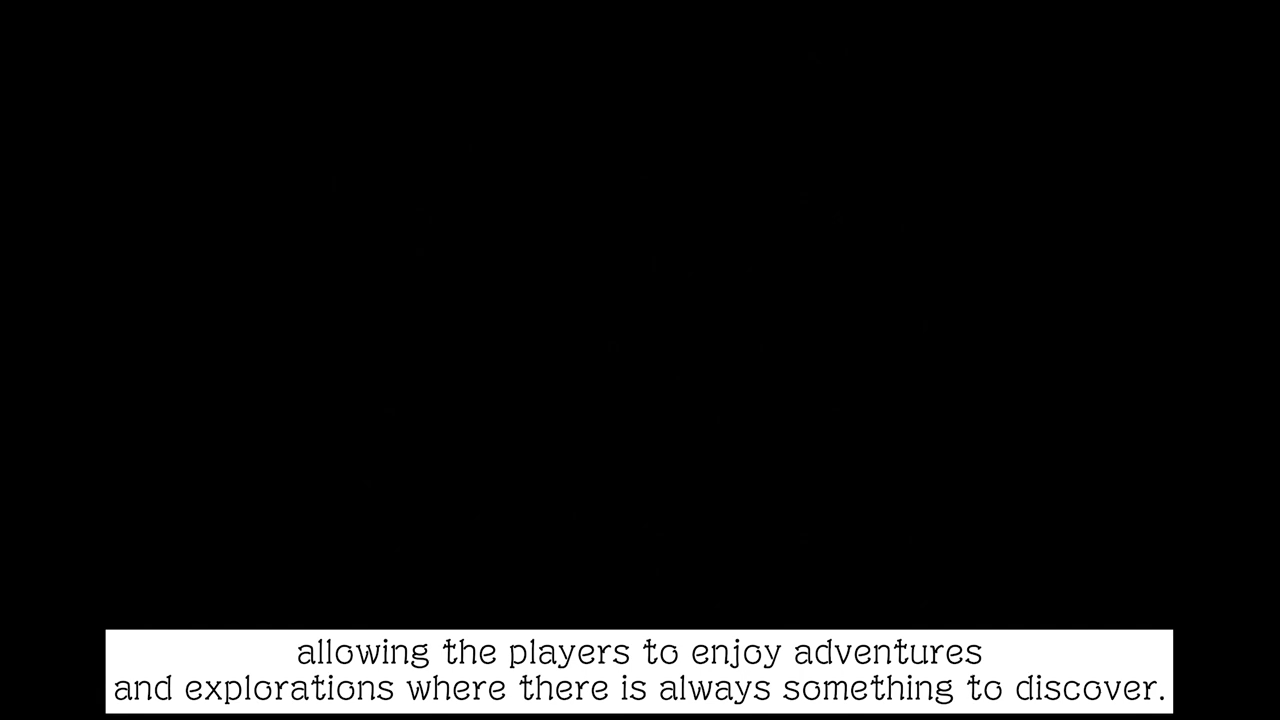 allowing the players to enjoy adventures
and explorations where there is always something to discover.